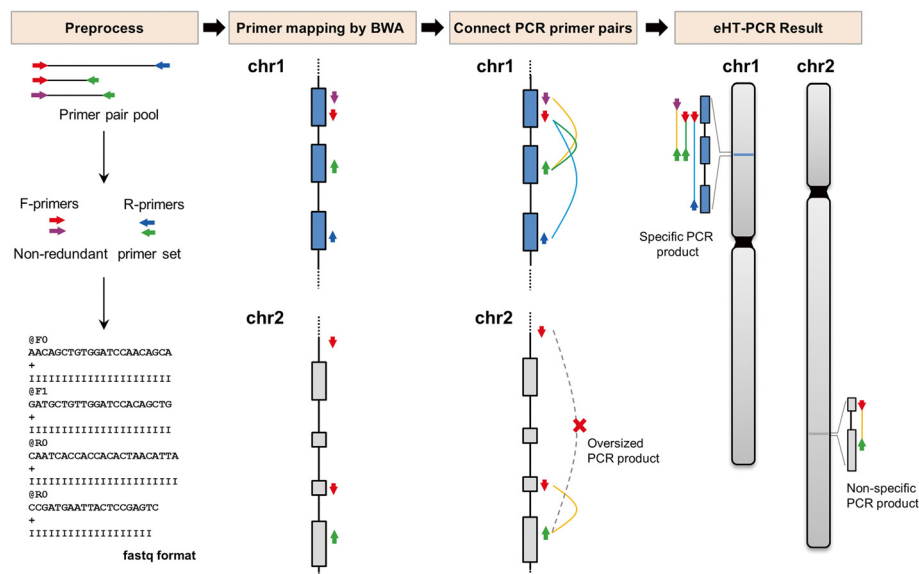 Preprocess
Primer mapping by BWA
Connect PCR primer pairs
eHT-PCR Result
Primer pair pool
F-primers
R-primers
Non-redundant primer set
@F0
AACAGCTGTGGATCCAACAGCA
+
IIIIIIIIIIIIIIIIIIIIII
@F1
GATGCTGTTGGATCCACAGCTG
+
IIIIIIIIIIIIIIIIIIIIII
@R0
CAATCACCACCACACTAACATTA
+
IIIIIIIIIIIIIIIIIIIIIII
@R0
CCGATGAATTACTCCGAGTC
+
IIIIIIIIIIIIIIIIIII
fastq format
chr1
chr2
chr1
chr2
Oversized
PCR product
chr1
chr2
Specific PCR
product
Non-specific
PCR product